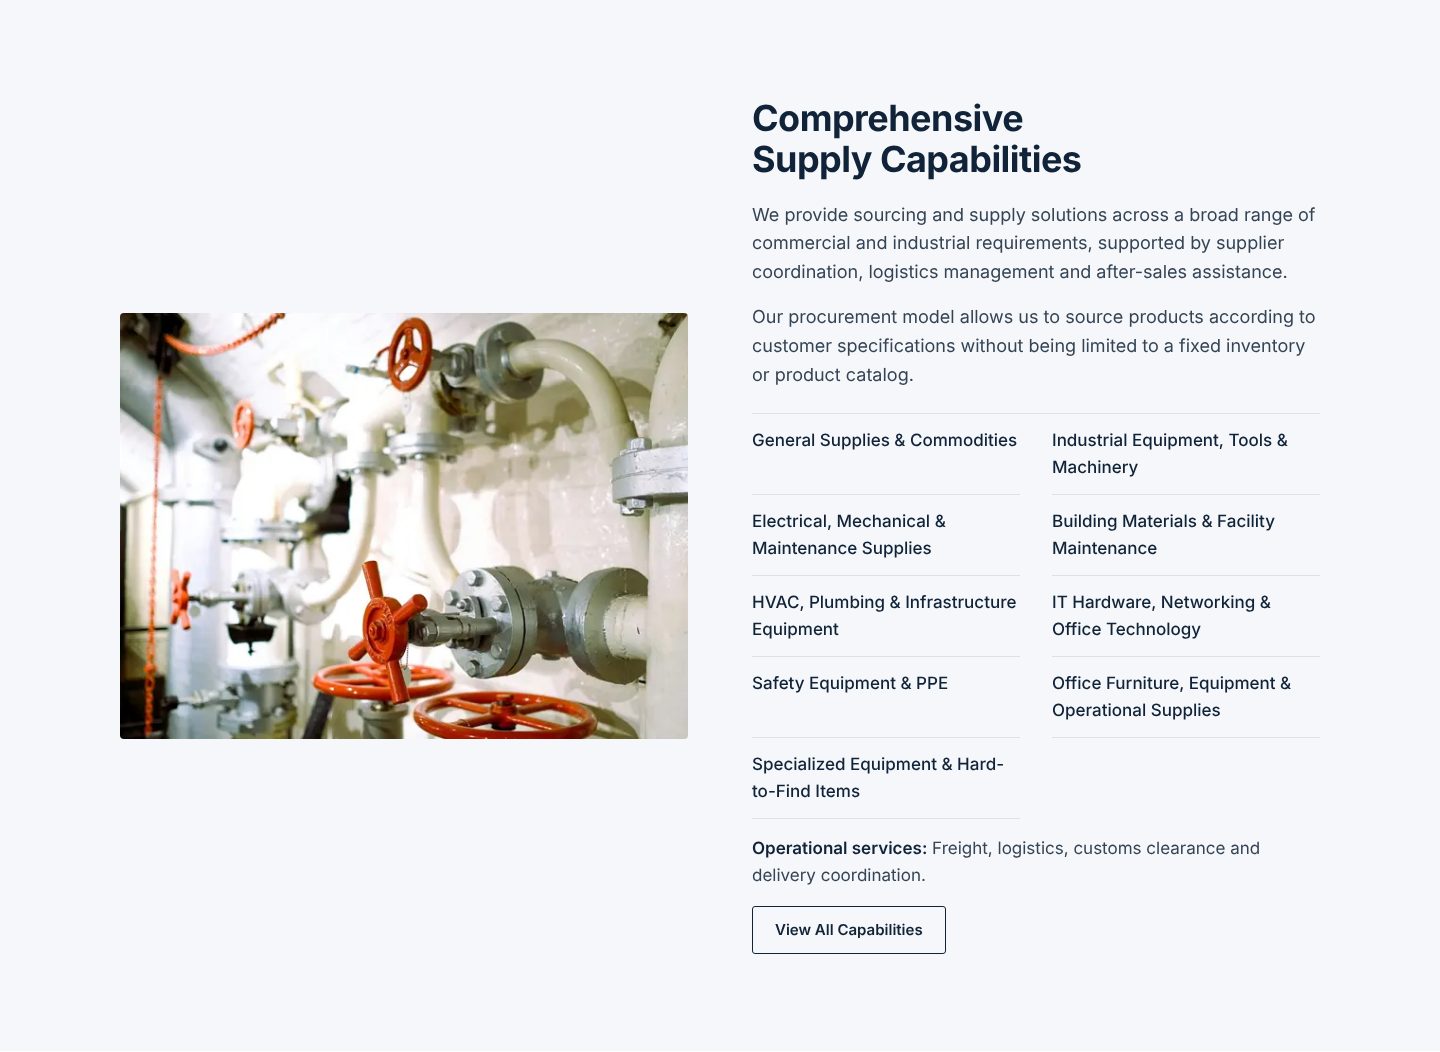 Comprehensive
Supply Capabilities
We provide sourcing and supply solutions across a broad range of
commercial and industrial requirements, supported by supplier
coordination, logistics management and after-sales assistance.
Our procurement model allows us to source products according to
customer specifications without being limited to a fixed inventory
or product catalog.
General Supplies & Commodities
Industrial Equipment, Tools &
Machinery
Electrical, Mechanical &
Maintenance Supplies
Building Materials & Facility
Maintenance
HVAC, Plumbing & Infrastructure
Equipment
IT Hardware, Networking &
Office Technology
Safety Equipment & PPE
Office Furniture, Equipment &
Operational Supplies
Specialized Equipment & Hard-
to-Find Items
Operational services: Freight, logistics, customs clearance and
delivery coordination.
View All Capabilities